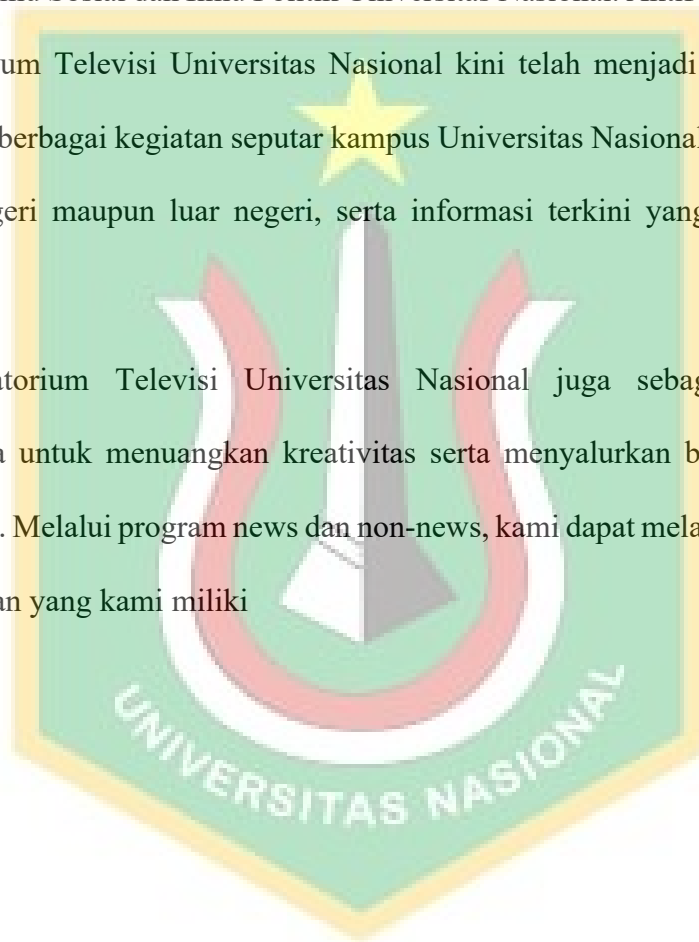 um Televisi Universitas Nasional kini telah menjadi
berbagai kegiatan seputar kampus Universitas Nasional
geri maupun luar negeri, serta informasi terkini yang
atorium Televisi Universitas Nasional juga sebag
a untuk menuangkan kreativitas serta menyalurkan b
. Melalui program news dan non-news, kami dapat mela
an yang kami miliki
UNIVERSITAS NASIONAL